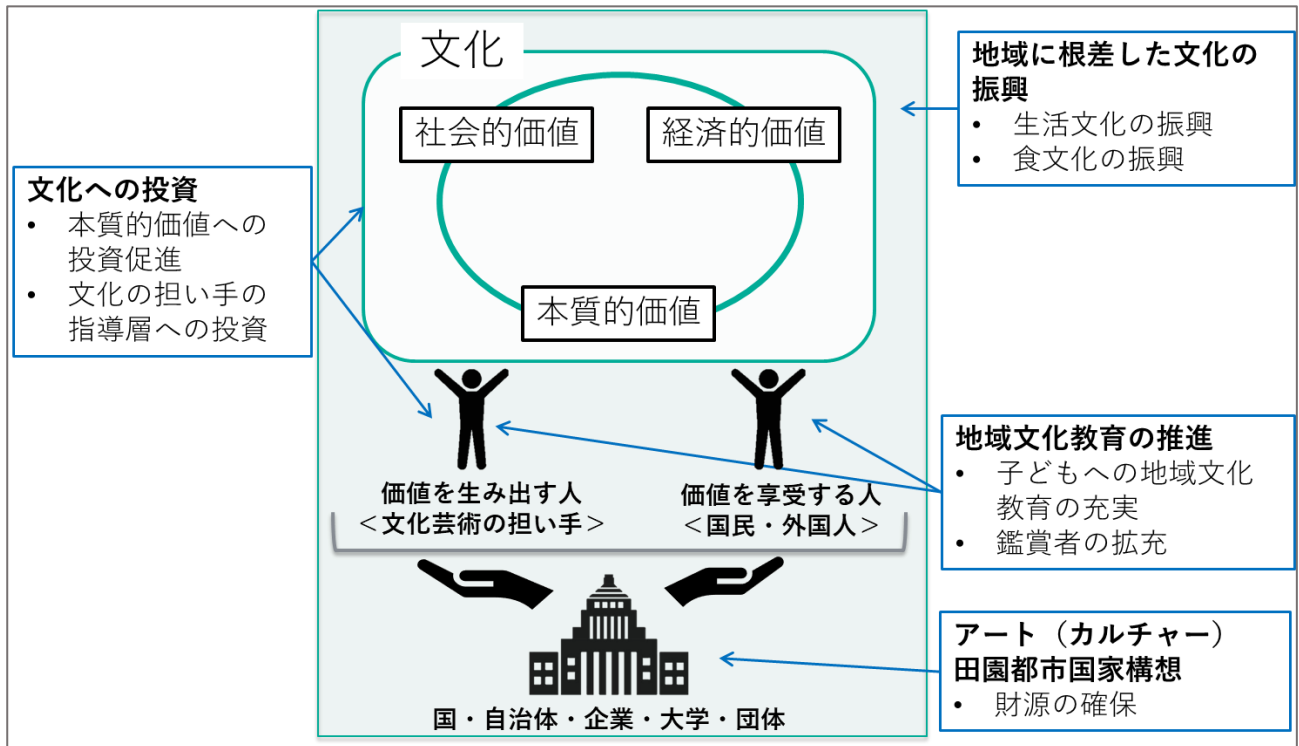 文化
社会的価値
経済的価値
本質的価値
文化への投資
• 本質的価値への
投資促進
• 文化の担い手の
指導層への投資
地域に根差した文化の
振興
• 生活文化の振興
• 食文化の振興
価値を生み出す人
＜文化芸術の担い手＞
価値を享受する人
＜国民・外国人＞
地域文化教育の推進
• 子どもへの地域文化
教育の充実
• 鑑賞者の拡充
国・自治体・企業・大学・団体
アート（カルチャー）
田園都市国家構想
• 財源の確保